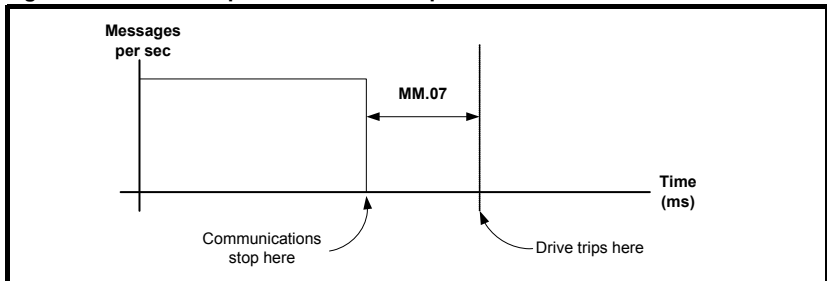 Messages
per sec
MM.07
Time
(ms)
Communications
stop here
Drive trips here